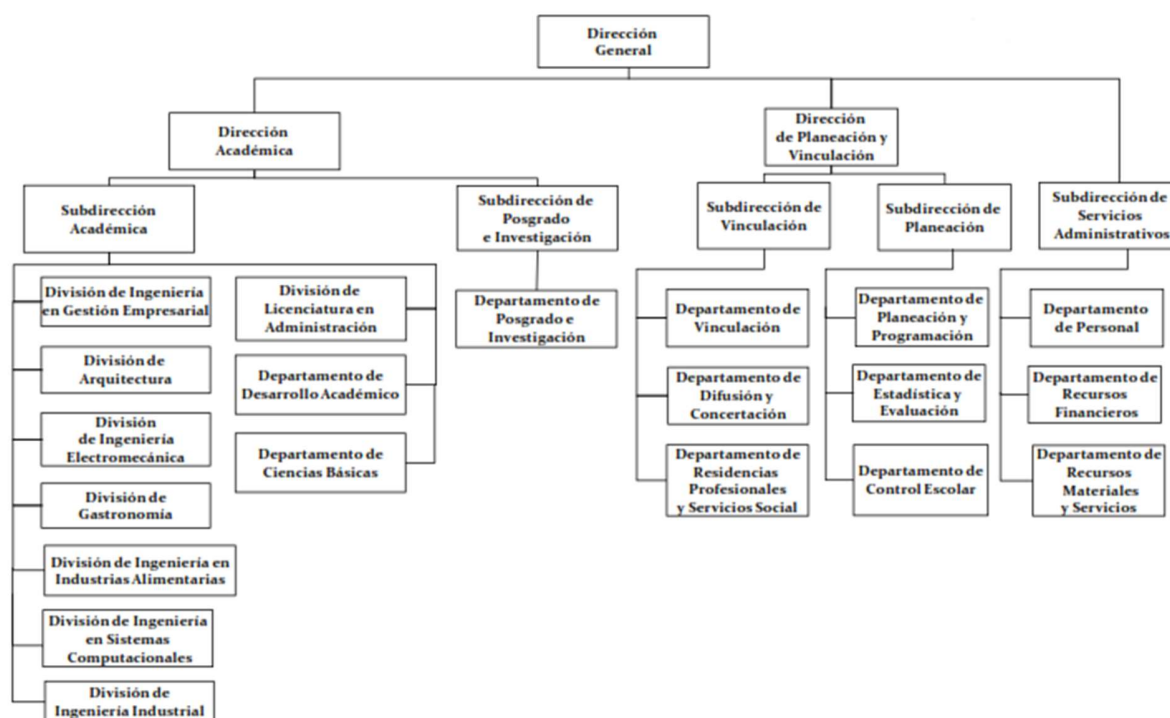 Dirección
General
Dirección
Académica
Dirección
de Planeación y
Vinculación
Subdirección
Académica
Subdirección de
Posgrado
e Investigación
Subdirección de
Vinculación
Subdirección de
Planeación
Subdirección de
Servicios
Administrativos
División de Ingeniería
en Gestión Empresarial
División de
Licenciatura en
Administración
Departamento de
Posgrado e
Investigación
Departamento de
Vinculación
Departamento de
Planeación y
Programación
Departamento
de Personal
División de
Arquitectura
Departamento de
Desarrollo Académico
Departamento de
Difusión y
Concertación
Departamento de
Estadística y
Evaluación
Departamento de
Recursos
Financieros
División
de Ingeniería
Electromecánica
Departamento de
Ciencias Básicas
Departamento de
Residencias
Profesionales
y Servicios Social
Departamento de
Control Escolar
Departamento de
Recursos
Materiales
y Servicios
División de
Gastronomía
División de Ingeniería en
Industrias Alimentarias
División de Ingeniería
en Sistemas
Computacionales
División de
Ingeniería Industrial